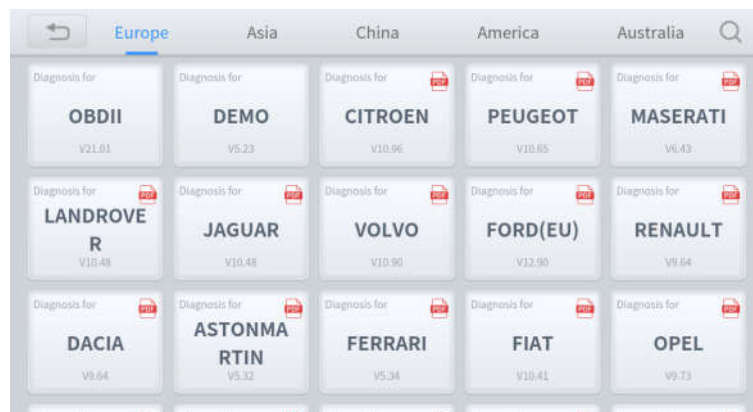 Europe Asia China America Australia
Diagnosis for Diagnosis for Diagnosis for PDF Diagnosis for PDF Diagnosis for PDF
OBDII DEMO CITROEN PEUGEOT MASERATI
V21.01 V5.23 V10.96 V10.65 V6.43
Diagnosis for PDF Diagnosis for PDF Diagnosis for PDF Diagnosis for PDF Diagnosis for PDF
LANDROVE
R JAGUAR VOLVO FORD(EU) RENAULT
V10.48 V10.48 V10.90 V12.90 V9.64
Diagnosis for PDF Diagnosis for PDF Diagnosis for PDF Diagnosis for PDF Diagnosis for PDF
DACIA ASTONMA
RTIN FERRARI FIAT OPEL
V9.64 V5.32 V5.34 V10.41 V9.73